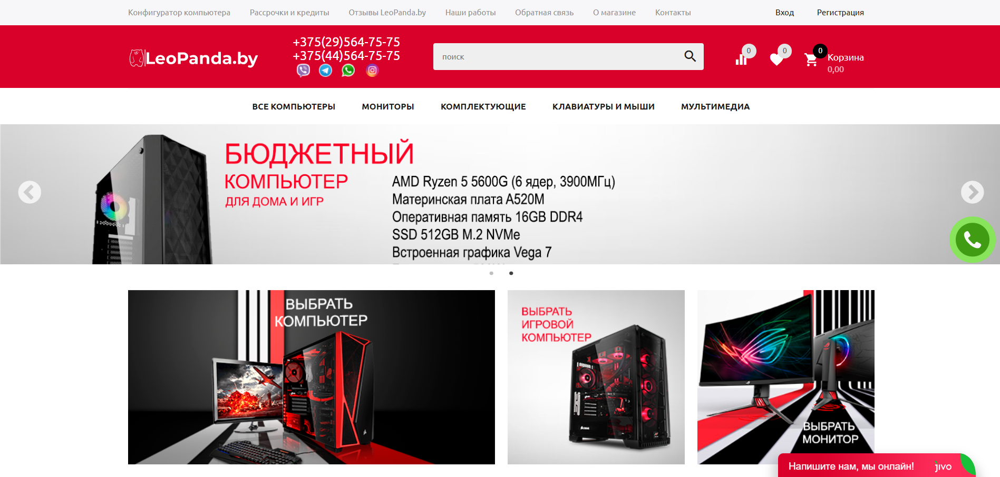 Конфигуратор компьютера Рассрочки и кредиты Отзывы LeoPanda.by Наши работы Обратная связь О магазине Контакты Вход Регистрация
LeoPanda.by
+375(29)564-75-75
+375(44)564-75-75
поиск
0
0
0
Корзина
0,00
ВСЕ КОМПЬЮТЕРЫ МОНИТОРЫ КОМПЛЕКТУЮЩИЕ КЛАВИАТУРЫ И МЫШИ МУЛЬТИМЕДИА
БЮДЖЕТНЫЙ
КОМПЬЮТЕР
ДЛЯ ДОМА И ИГР
AMD Ryzen 5 5600G (6 ядер, 3900МГц)
Материнская плата A520M
Оперативная память 16GB DDR4
SSD 512GB M.2 NVMe
Встроенная графика Vega 7
ВЫБРАТЬ
КОМПЬЮТЕР
ВЫБРАТЬ
ИГРОВОЙ
КОМПЬЮТЕР
ВЫБРАТЬ
МОНИТОР
Напишите нам, мы онлайн! jivo